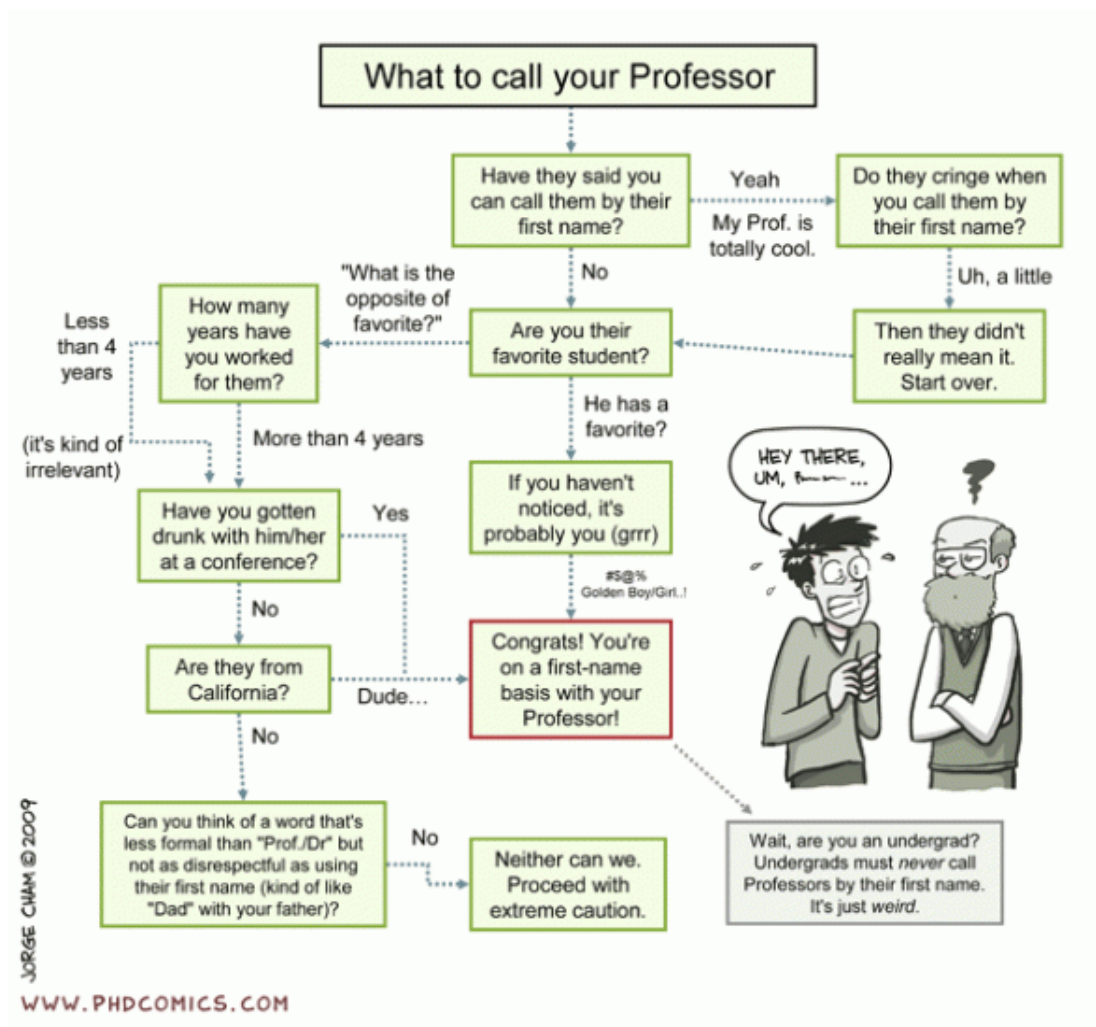 What to call your Professor
Have they said you
can call them by their
first name?
Yeah
My Prof. is
totally cool.
Do they cringe when
you call them by
their first name?
No
Uh, a little
"What is the
opposite of
favorite?"
How many
years have
you worked
for them?
Are you their
favorite student?
Then they didn't
really mean it.
Start over.
Less
than 4
years
(it's kind of
irrelevant)
More than 4 years
He has a
favorite?
HEY THERE,
UM, ...
Have you gotten
drunk with him/her
at a conference?
Yes
If you haven't
noticed, it's
probably you (grrr)
#$@%
Golden Boy/Girl..!
No
Are they from
California?
Dude...
Congrats! You're
on a first-name
basis with your
Professor!
No
Can you think of a word that's
less formal than "Prof./Dr" but
not as disrespectful as using
their first name (kind of like
"Dad" with your father)?
No
Neither can we.
Proceed with
extreme caution.
Wait, are you an undergrad?
Undergrads must never call
Professors by their first name.
It's just weird.
JORGE CHAM © 2009
WWW.PHDCOMICS.COM